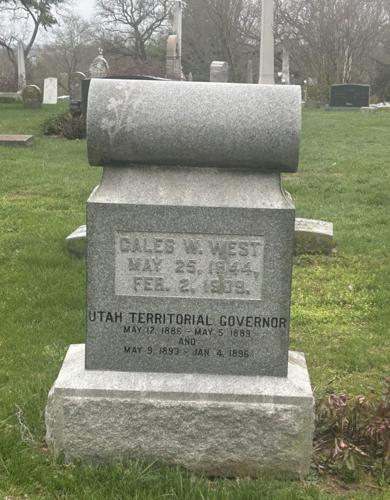 CALEB W. WEST
MAY 25, 1844,
FEB. 2, 1909.
UTAH TERRITORIAL GOVERNOR
MAY 12, 1886 - MAY 5, 1889
AND
MAY 9, 1893 - JAN 4, 1896